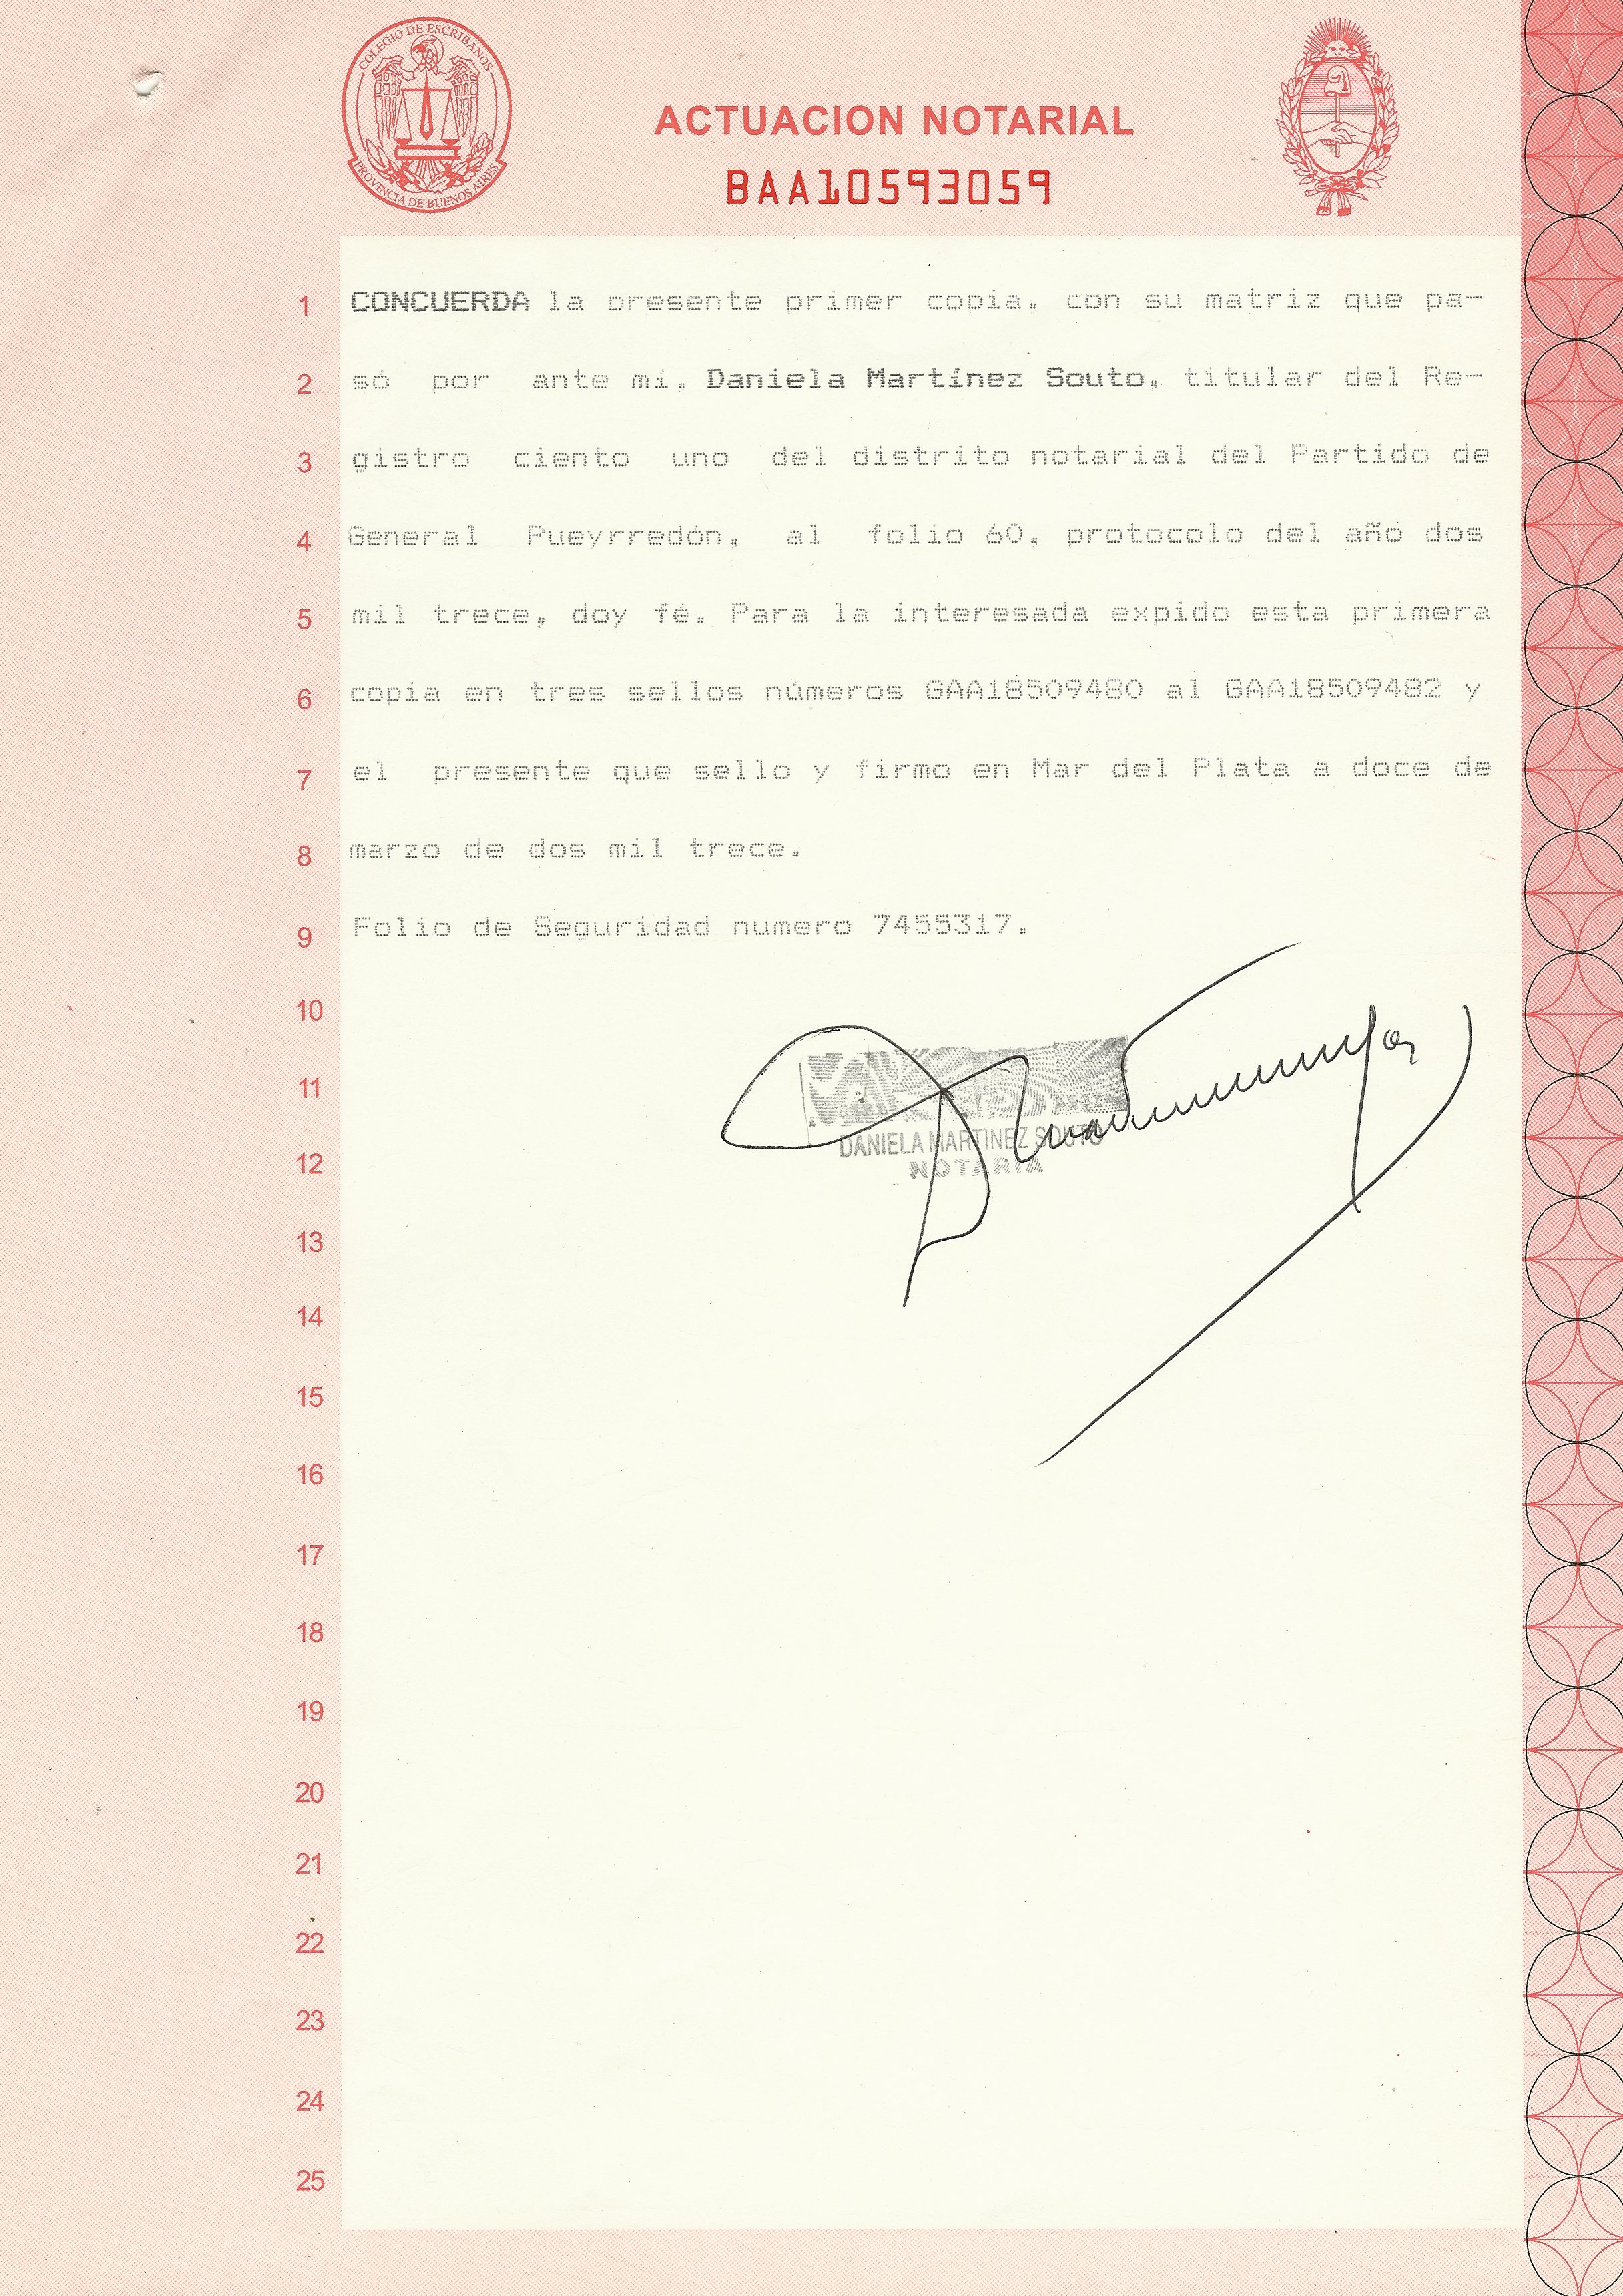 COLEGIO DE ESCRIBANOS
PROVINCIA DE BUENOS AIRES
ACTUACION NOTARIAL
BAA10593059
1 CONCUERDA la presente primer copia, con su matriz que pa-
2 só por ante mí, Daniela Martínez Souto, titular del Re-
3 gistro ciento uno del distrito notarial del Partido de
4 General Pueyrredón, al folio 60, protocolo del año dos
5 mil trece, doy fé. Para la interesada expido esta primera
6 copia en tres sellos números GAA18509480 al GAA18509482 y
7 el presente que sello y firmo en Mar del Plata a doce de
8 marzo de dos mil trece.
9 Folio de Seguridad numero 7455317.
10
11
DANIELA MARTINEZ SOUTO
12
NOTARIA
13
14
15
16
17
18
19
20
21
22
23
24
25